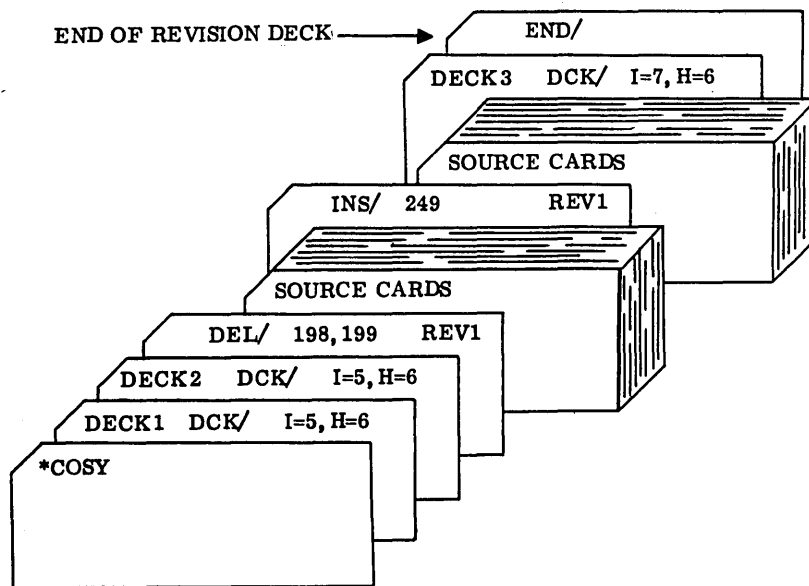 END OF REVISION DECK
END/
DECK3 DCK/ I=7, H=6
SOURCE CARDS
INS/ 249 REV1
SOURCE CARDS
DEL/ 198,199 REV1
DECK2 DCK/ I=5, H=6
DECK1 DCK/ I=5, H=6
*COSY